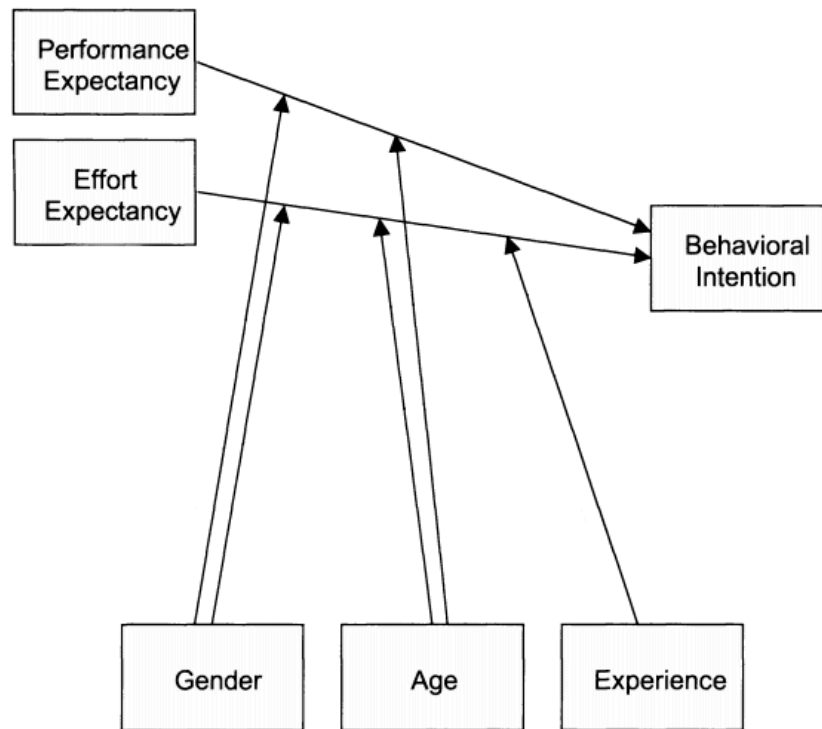 Performance
Expectancy
Effort
Expectancy
Behavioral
Intention
Gender
Age
Experience